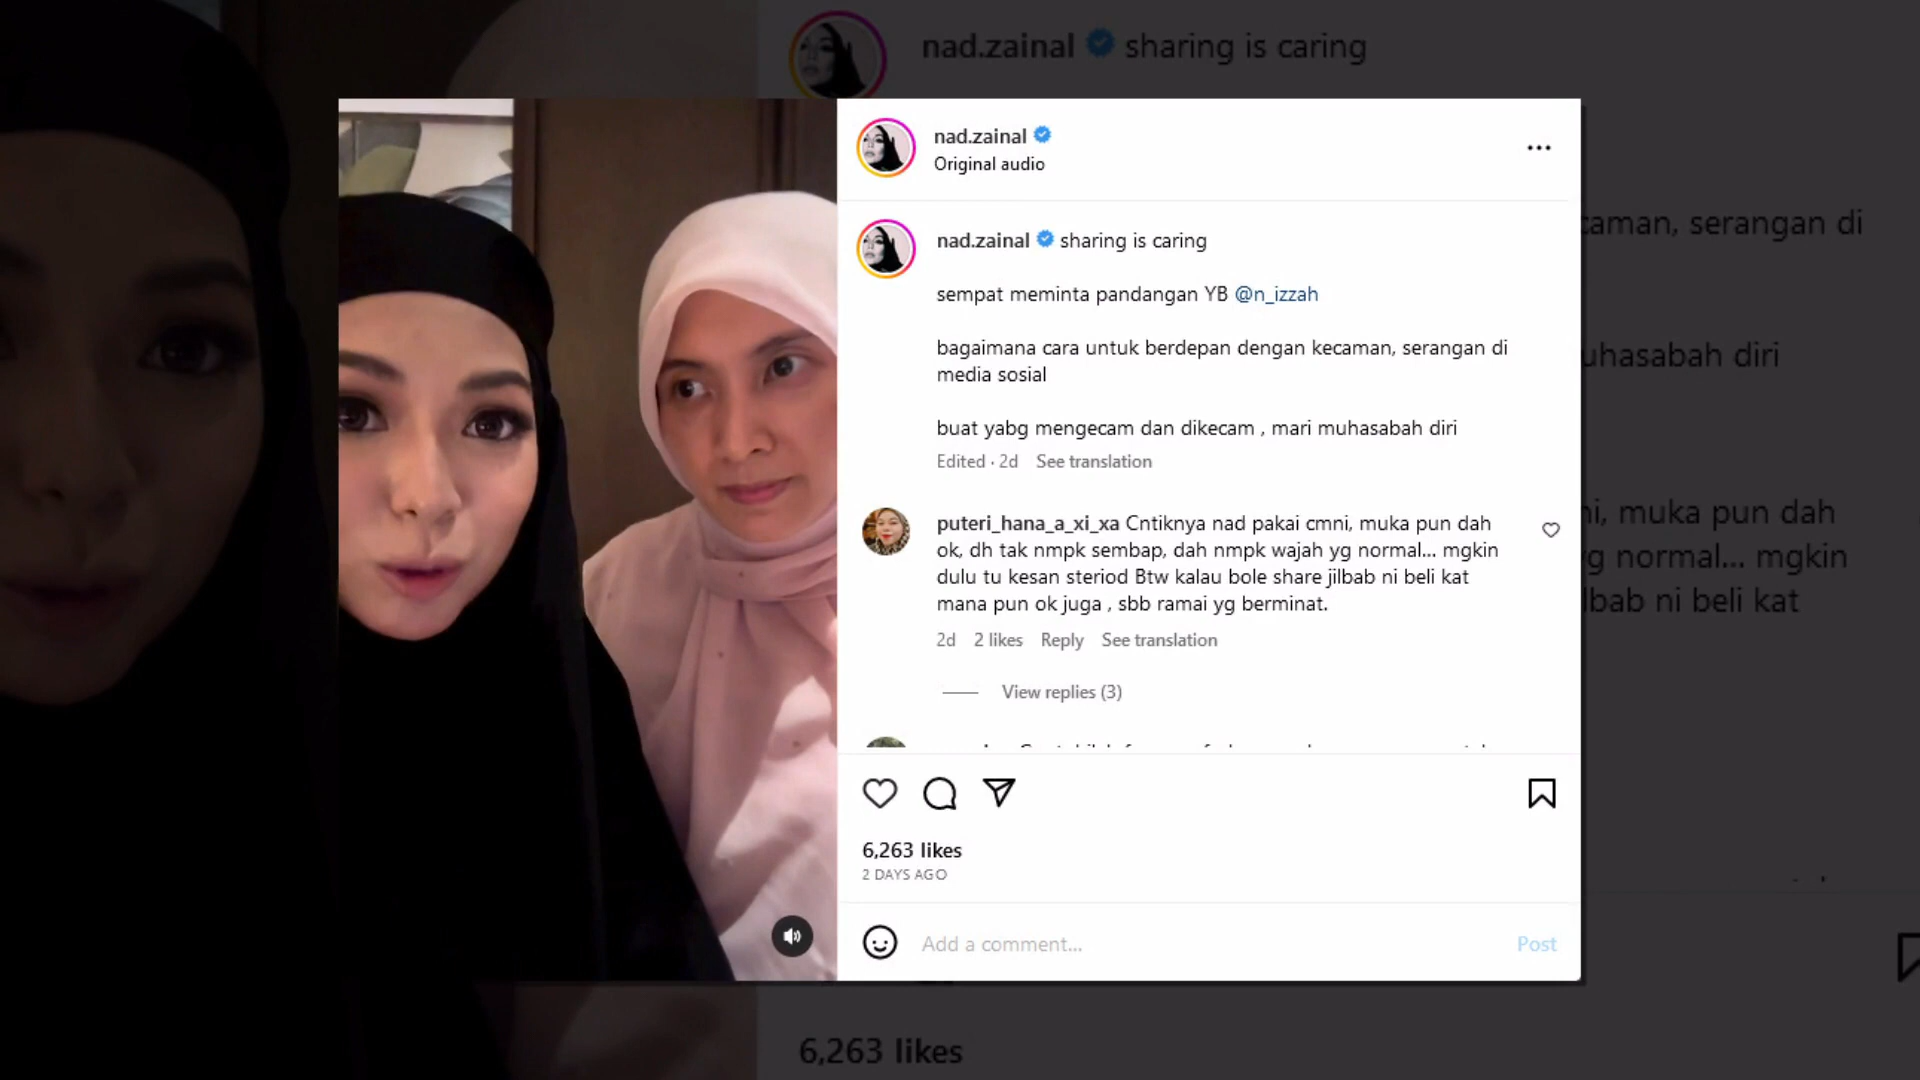 nad.zainal sharing is caring
nad.zainal
Original audio
nad.zainal sharing is caring
sempat meminta pandangan YB @n_izzah
bagaimana cara untuk berdepan dengan kecaman, serangan di
media sosial
buat yabg mengecam dan dikecam , mari muhasabah diri
Edited · 2d See translation
puteri_hana_a_xi_xa Cntiknya nad pakai cmni, muka pun dah
ok, dh tak nmpk sembap, dah nmpk wajah yg normal... mgkin
dulu tu kesan steriod Btw kalau bole share jilbab ni beli kat
mana pun ok juga , sbb ramai yg berminat.
2d 2 likes Reply See translation
View replies (3)
6,263 likes
2 DAYS AGO
Add a comment...
Post
serangan di
muka pun dah
yg normal... mgkin
ni beli kat
6,263 likes